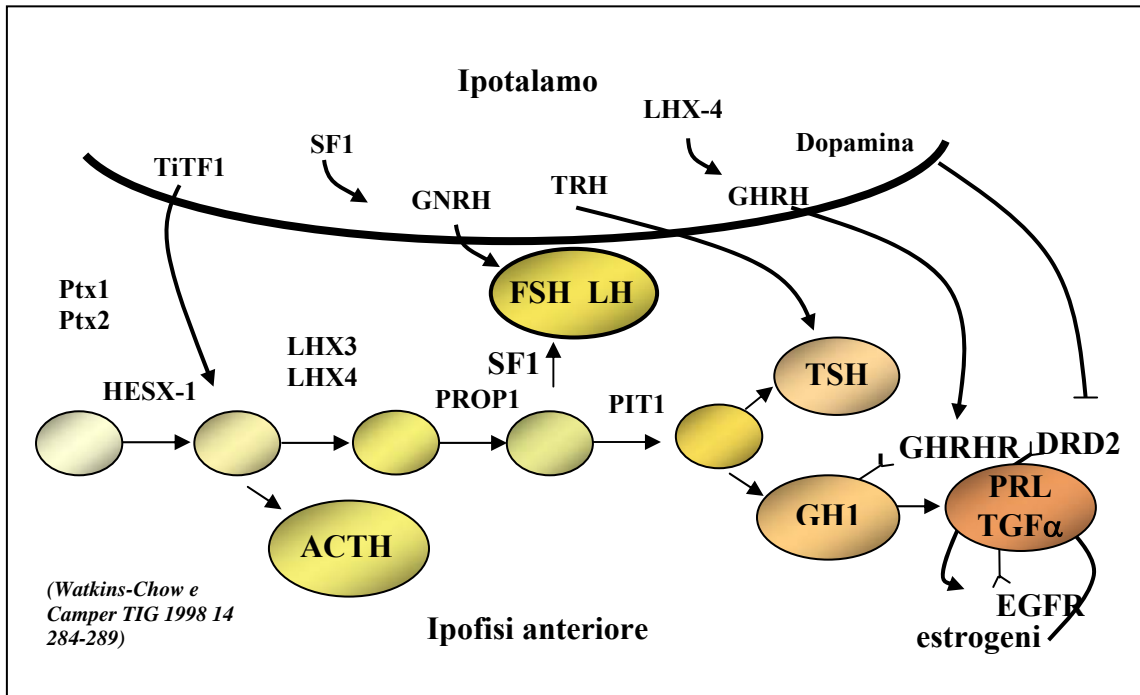 Ipotalamo
LHX-4
SF1
Dopamina
TiTF1
TRH
GNRH
GHRH
Ptx1
Ptx2
FSH LH
LHX3
LHX4
SF1
TSH
HESX-1
PROP1
PIT1
GHRHR
DRD2
PRL
TGFα
GH1
ACTH
(Watkins-Chow e
Camper TIG 1998 14
284-289)
EGFR
Ipofisi anteriore
estrogeni